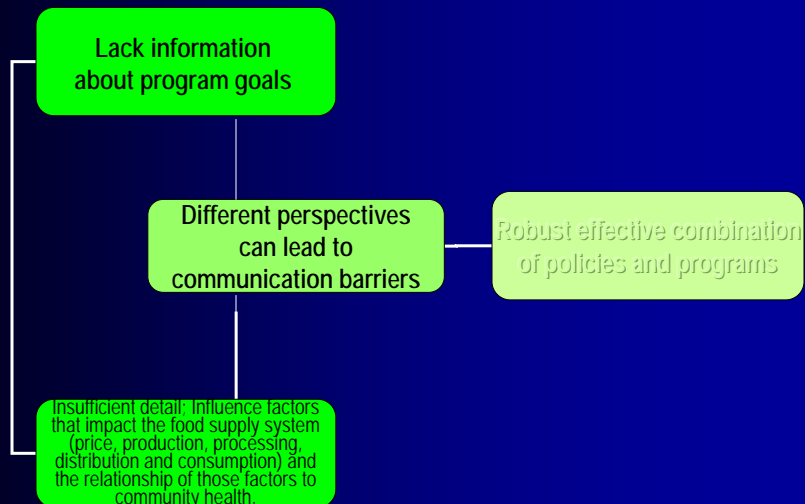 Lack information
about program goals
Different perspectives
can lead to
communication barriers
Robust effective combination
of policies and programs
Insufficient detail; Influence factors
that impact the food supply system
(price, production, processing,
distribution and consumption) and
the relationship of those factors to
community health.